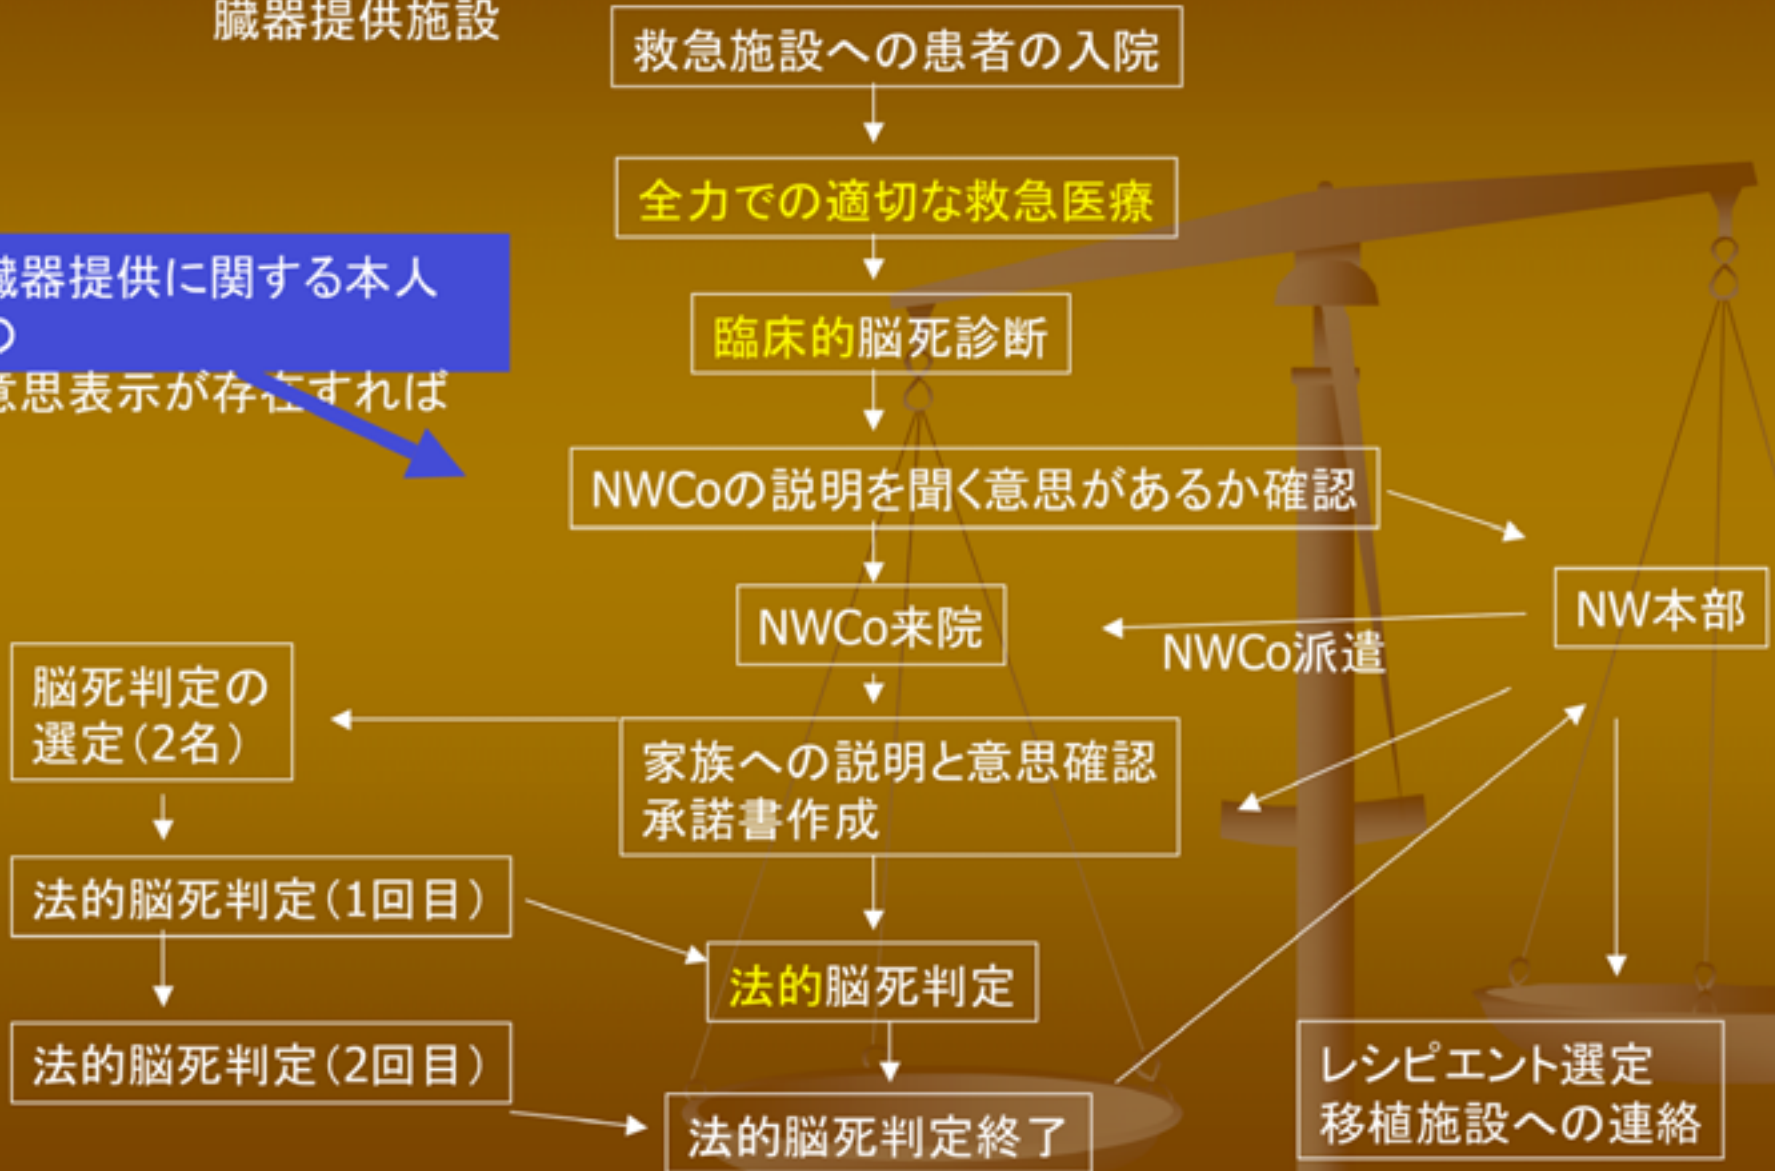 臓器提供施設
救急施設への患者の入院
全力での適切な救急医療
臓器提供に関する本人
の
意思表示が存在すれば
臨床的脳死診断
NWCoの説明を聞く意思があるか確認
NWCo来院
NW本部
NWCo派遣
脳死判定の
選定(2名)
家族への説明と意思確認
承諾書作成
法的脳死判定(1回目)
法的脳死判定
法的脳死判定(2回目)
法的脳死判定終了
レシピエント選定
移植施設への連絡